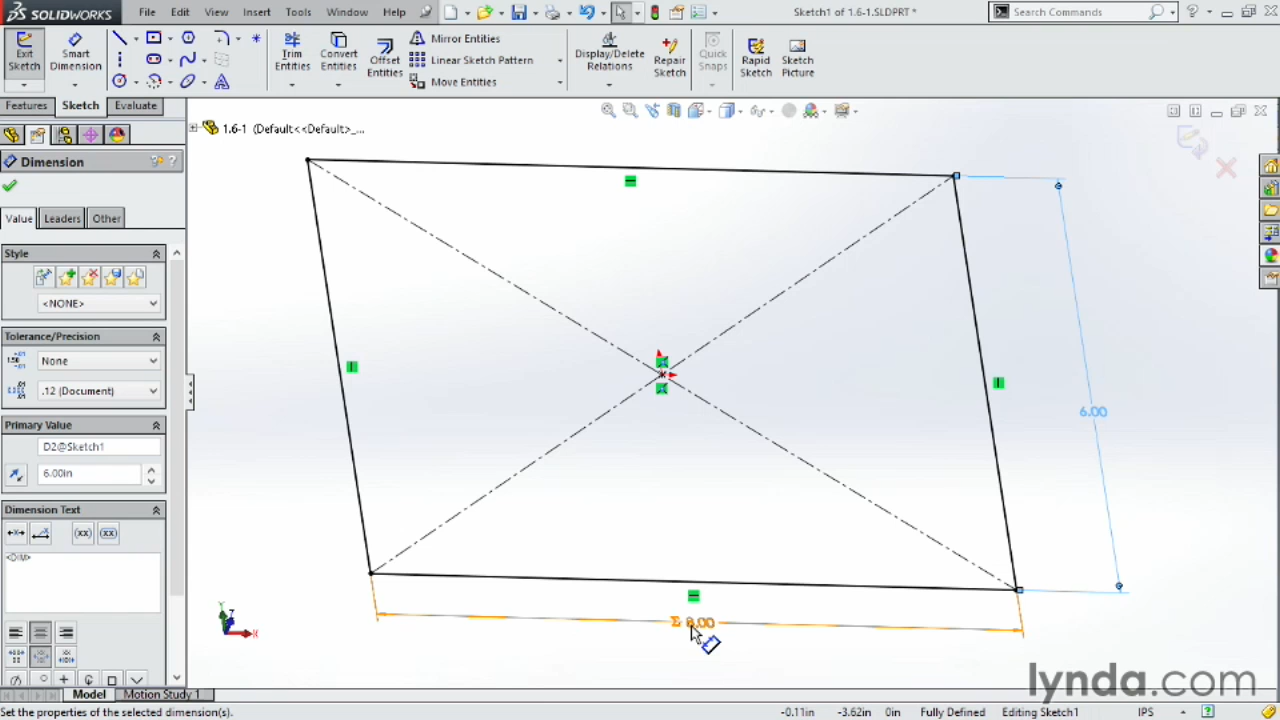 SOLIDWORKS File Edit View Insert Tools Window Help Sketch1 of 1.6-1.SLDPRT * Search Commands
Exit Sketch
Smart Dimension
Trim Entities
Convert Entities
Offset Entities
Mirror Entities
Linear Sketch Pattern
Move Entities
Display/Delete Relations
Repair Sketch
Quick Snaps
Rapid Sketch
Sketch Picture
Features Sketch Evaluate
1.6-1 (Default<<Default>_...
Dimension
Value Leaders Other
Style
<NONE>
Tolerance/Precision
None
.12 (Document)
Primary Value
D2@Sketch1
6.00in
Dimension Text
(xx) (xx)
<DIM>
6.00
Y
Z
X
lynda.com
Model Motion Study 1
Set the properties of the selected dimension(s). -0.11in -3.62in 0in Fully Defined Editing Sketch1 IPS